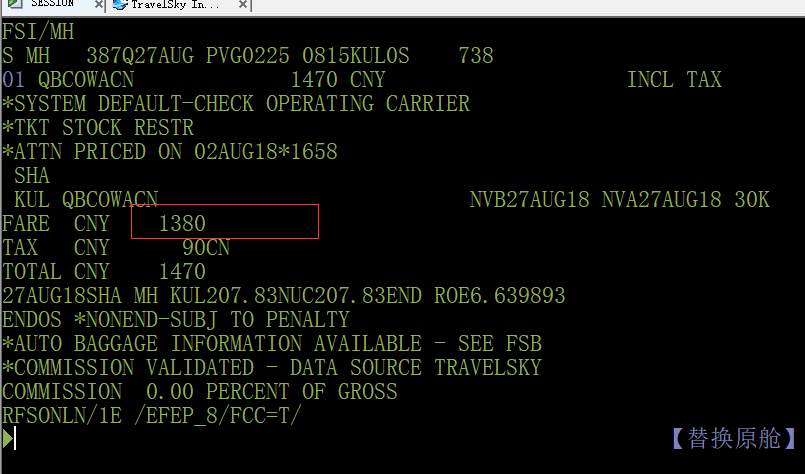 SESSION × TravelSky In... ×
FSI/MH
S MH 387Q27AUG PVG0225 0815KUL0S 738
01 QBCOWACN 1470 CNY INCL TAX
*SYSTEM DEFAULT-CHECK OPERATING CARRIER
*TKT STOCK RESTR
*ATTN PRICED ON 02AUG18*1658
SHA
KUL QBCOWACN NVB27AUG18 NVA27AUG18 30K
FARE CNY 1380
TAX CNY 90CN
TOTAL CNY 1470
27AUG18SHA MH KUL207.83NUC207.83END ROE6.639893
ENDOS *NONEND-SUBJ TO PENALTY
*AUTO BAGGAGE INFORMATION AVAILABLE - SEE FSB
*COMMISSION VALIDATED - DATA SOURCE TRAVELSKY
COMMISSION 0.00 PERCENT OF GROSS
RFSONLN/1E /EFEP_8/FCC=T/
【替换原舱】